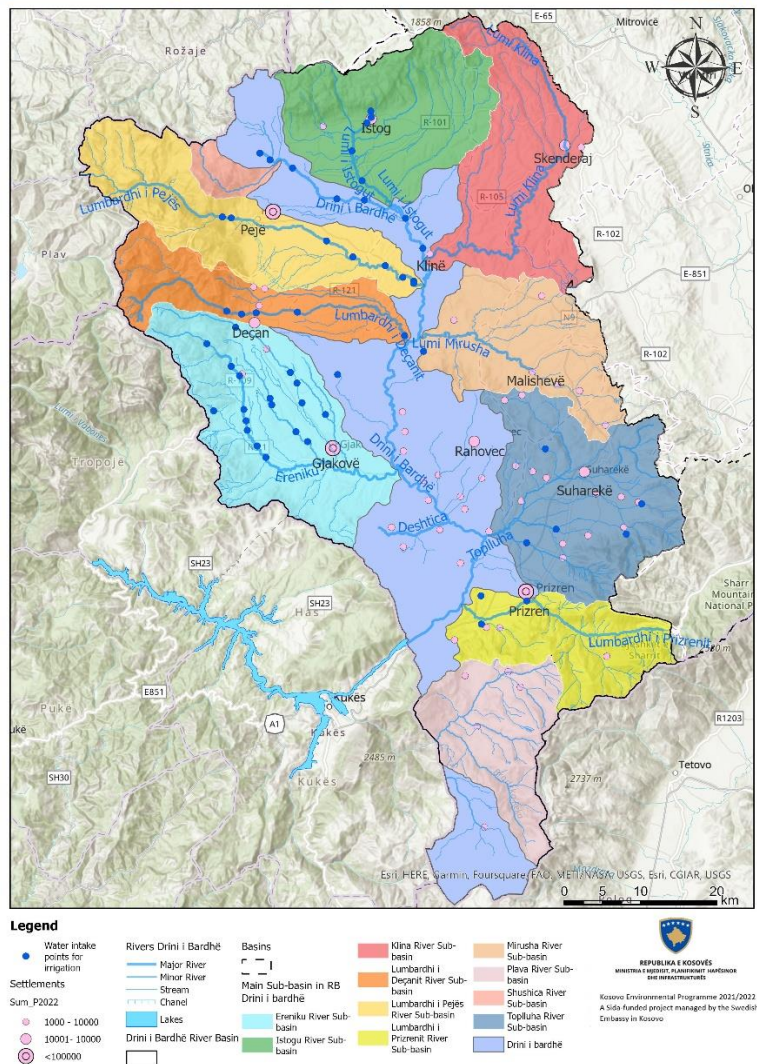 1858 m
E-65
Mitrovicë
Rožaje
Lumi Klina
N
W
E
S
R-101
Istog
Skenderaj
Lumi i Istogut
Lumi i Istogut
Lumbardhi i Pejës
Drini i Bardhë
R-105
Lumi Klina
Pejë
Klinë
R-102
Plav
E-851
R-121
Lumbardhi i Deçanit
N9
Deçan
Lumi Mirusha
R-102
Malishevë
Tropojë
Gjakovë
Rahovec
Suharekë
Suharekë
Ereniku
Drini i Bardhë
Deshtica
Toplluha
SH23
SH23
Has
Prizren
Prizren
Sharr
Mountain
National P
Lumbardhi i Prizrenit
E851
Kukës
Pukë
A1
Kukës
Kukës
R1203
2485 m
SH30
2737 m
Tetovo
Esri, HERE, Garmin, Foursquare, FAO, METI/NASA, USGS, Esri, CGIAR, USGS
0 5 10 20
km
Legend
Water intake
points for
irrigation
Settlements
Sum_P2022
1000 - 10000
10001- 10000
<100000
Rivers Drini i Bardhë
Major River
Minor River
Stream
Chanel
Lakes
Drini i Bardhë River Basin
Basins
Main Sub-basin in RB
Drini i bardhë
Ereniku River Sub-
basin
Istogu River Sub-
basin
Klina River Sub-
basin
Lumbardhi i
Deçanit River Sub-
basin
Lumbardhi i Pejës
River Sub-basin
Lumbardhi i
Prizrenit River
Sub-basin
Mirusha River
Sub-basin
Plava River Sub-
basin
Shushica River
Sub-basin
Toplluha River
Sub-basin
Drini i bardhë
REPUBLIKA E KOSOVËS
MINISTRIA E MJEDISIT, PLANIFIKIMIT HAPËSINOR
DHE INFRASTRUKTURËS
Kosovo Environmental Programme 2021/2022
A Sida-funded project managed by the Swedish
Embassy in Kosovo